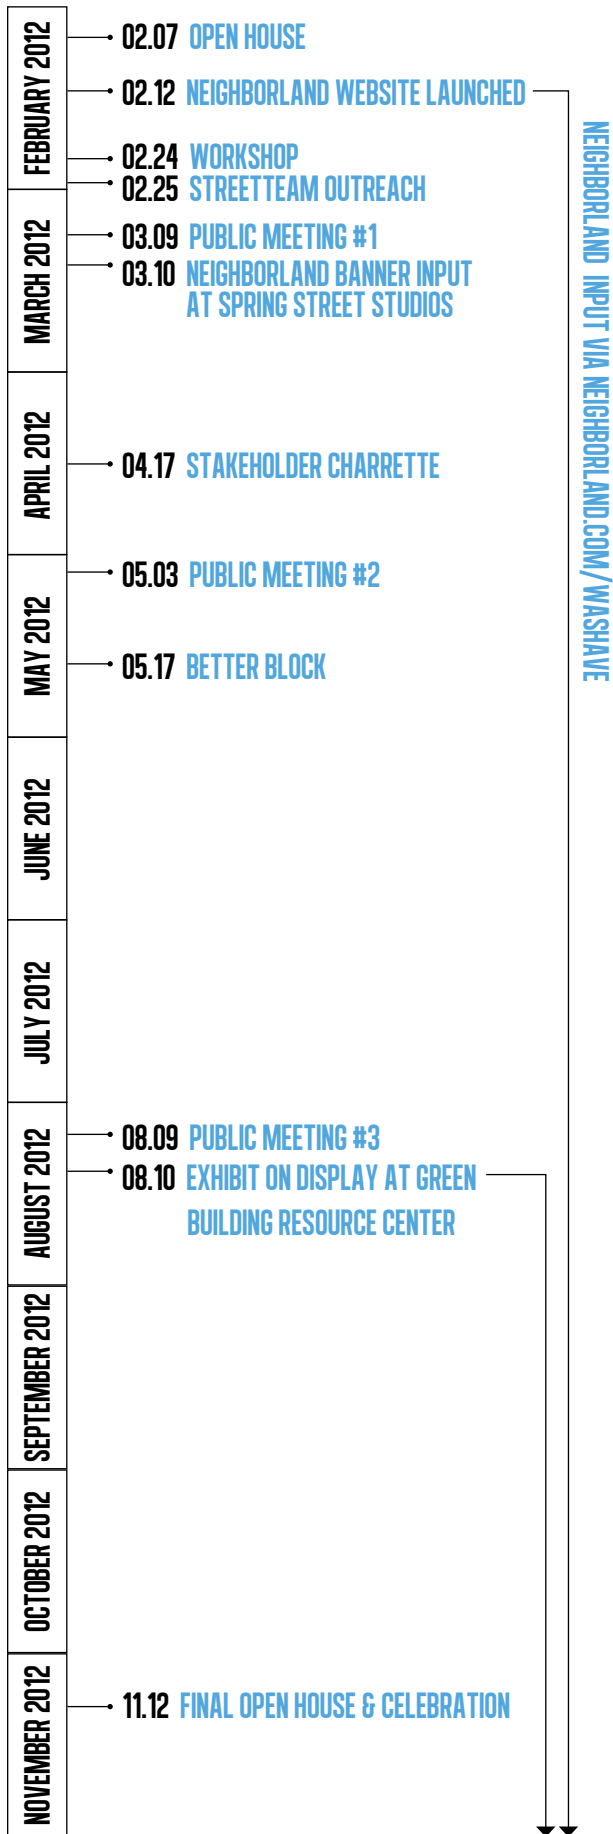 FEBRUARY 2012
02.07 OPEN HOUSE
02.12 NEIGHBORLAND WEBSITE LAUNCHED
02.24 WORKSHOP
02.25 STREETTEAM OUTREACH
MARCH 2012
03.09 PUBLIC MEETING #1
03.10 NEIGHBORLAND BANNER INPUT
AT SPRING STREET STUDIOS
APRIL 2012
04.17 STAKEHOLDER CHARRETTE
MAY 2012
05.03 PUBLIC MEETING #2
05.17 BETTER BLOCK
JUNE 2012
JULY 2012
AUGUST 2012
08.09 PUBLIC MEETING #3
08.10 EXHIBIT ON DISPLAY AT GREEN
BUILDING RESOURCE CENTER
SEPTEMBER 2012
OCTOBER 2012
NOVEMBER 2012
11.12 FINAL OPEN HOUSE & CELEBRATION
NEIGHBORLAND INPUT VIA NEIGHBORLAND.COM/WASHAVE